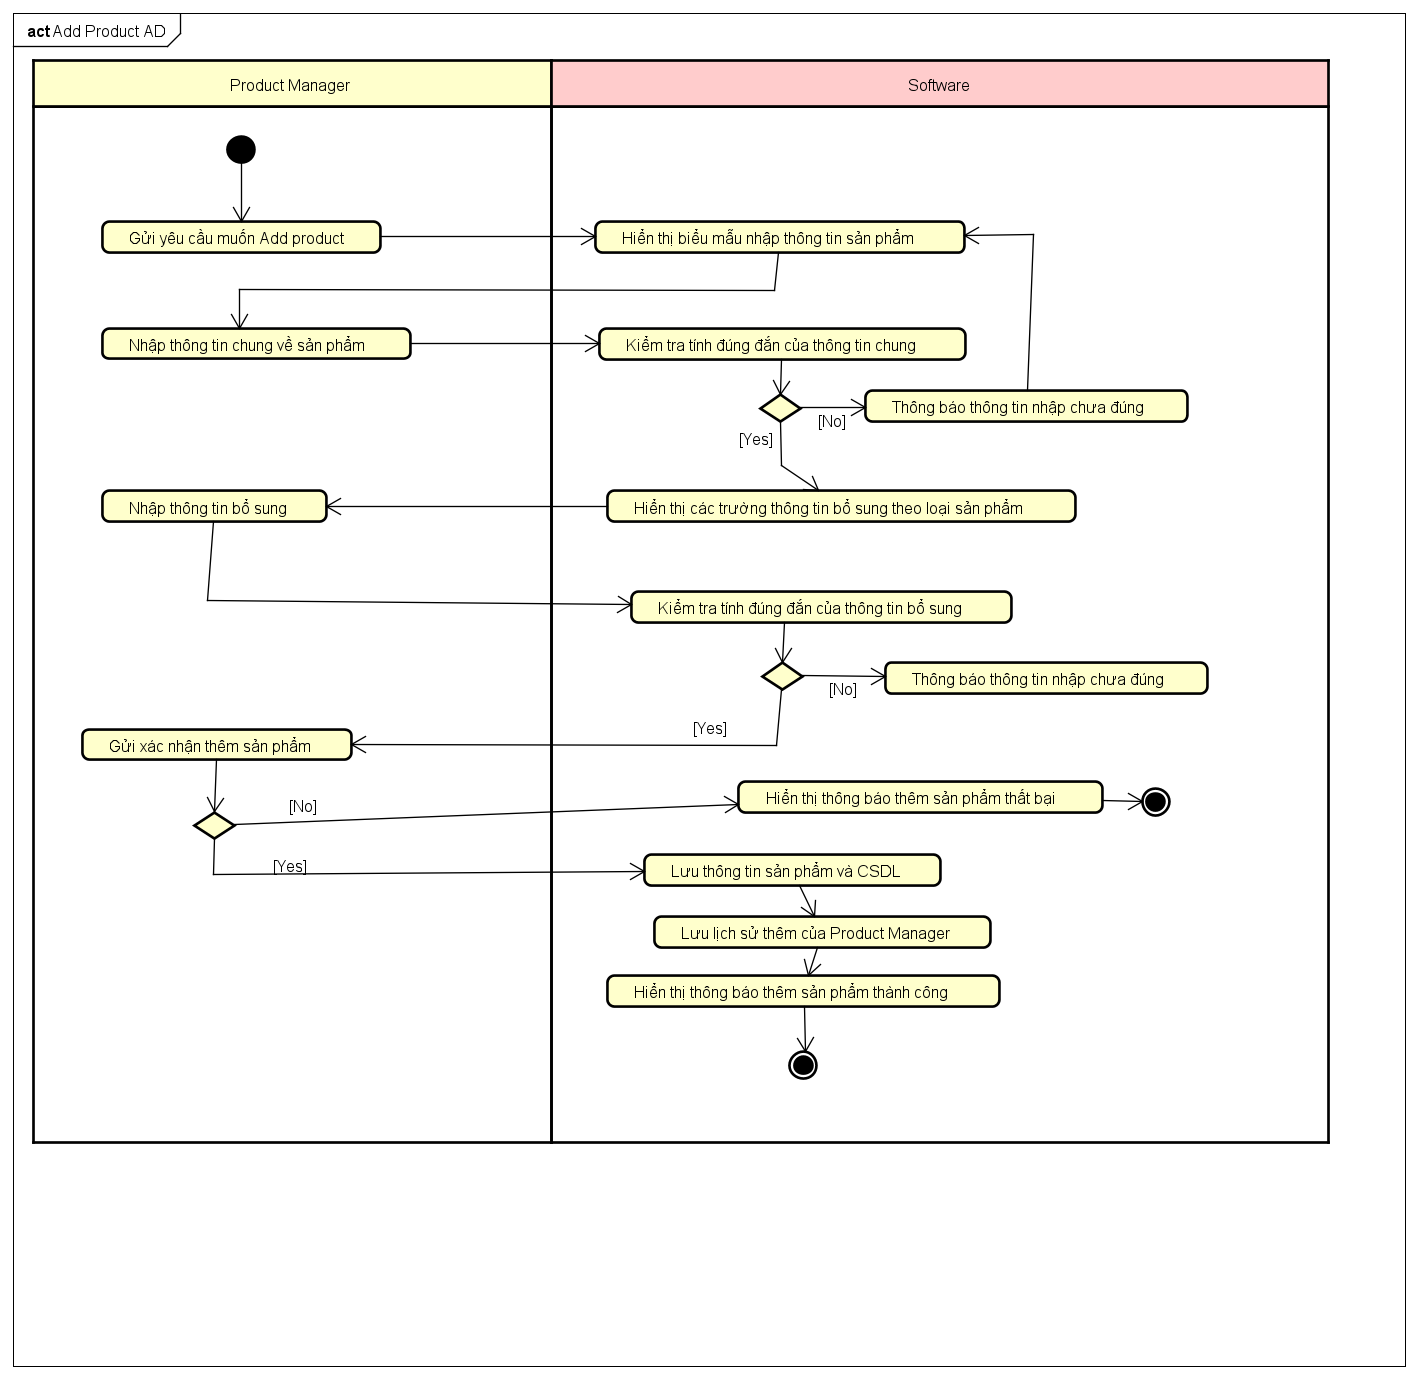 act Add Product AD
Product Manager
Software
Gửi yêu cầu muốn Add product
Hiển thị biểu mẫu nhập thông tin sản phẩm
Nhập thông tin chung về sản phẩm
Kiểm tra tính đúng đắn của thông tin chung
Thông báo thông tin nhập chưa đúng
[No]
[Yes]
Nhập thông tin bổ sung
Hiển thị các trường thông tin bổ sung theo loại sản phẩm
Kiểm tra tính đúng đắn của thông tin bổ sung
Thông báo thông tin nhập chưa đúng
[No]
[Yes]
Gửi xác nhận thêm sản phẩm
[No]
Hiển thị thông báo thêm sản phẩm thất bại
[Yes]
Lưu thông tin sản phẩm và CSDL
Lưu lịch sử thêm của Product Manager
Hiển thị thông báo thêm sản phẩm thành công